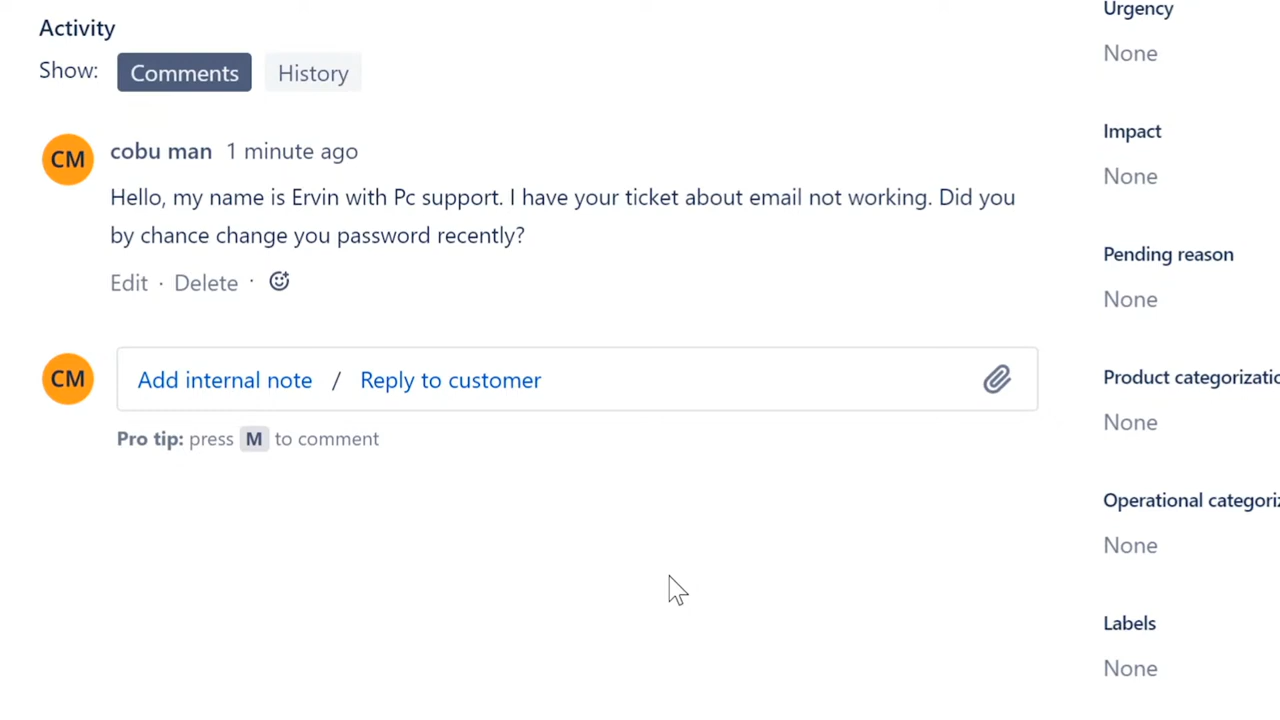 Activity
Show: Comments History
CM cobu man 1 minute ago
Hello, my name is Ervin with Pc support. I have your ticket about email not working. Did you
by chance change you password recently?
Edit · Delete ·
CM Add internal note / Reply to customer
Pro tip: press M to comment
Urgency
None
Impact
None
Pending reason
None
Product categorizatio
None
Operational categoriz
None
Labels
None